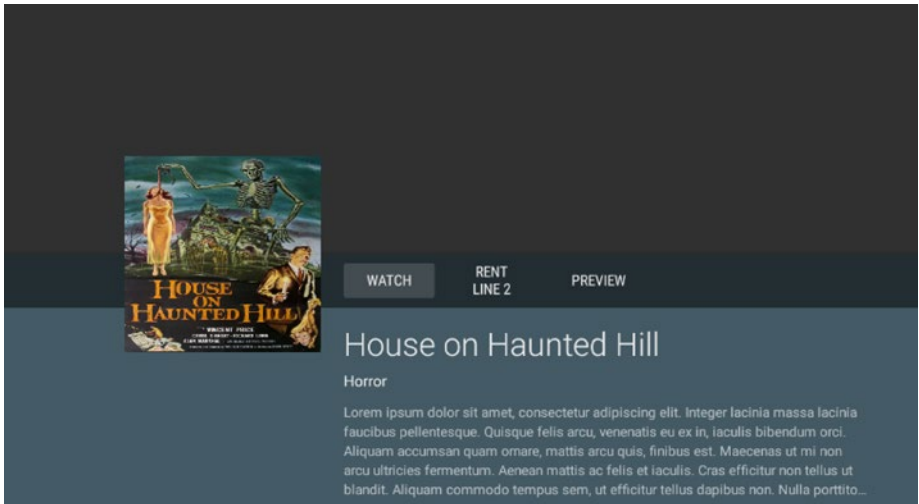 HOUSE
ON
HAUNTED HILL
VINCENT PRICE
WATCH
RENT
LINE 2
PREVIEW
House on Haunted Hill
Horror
Lorem ipsum dolor sit amet, consectetur adipiscing elit. Integer lacinia massa lacinia
faucibus pellentesque. Quisque felis arcu, venenatis eu ex in, iaculis bibendum orci.
Aliquam accumsan quam ornare, mattis arcu quis, finibus est. Maecenas ut mi non
arcu ultricies fermentum. Aenean mattis ac felis et iaculis. Cras efficitur non tellus ut
blandit. Aliquam commodo tempus sem, ut efficitur tellus dapibus non. Nulla porttito...